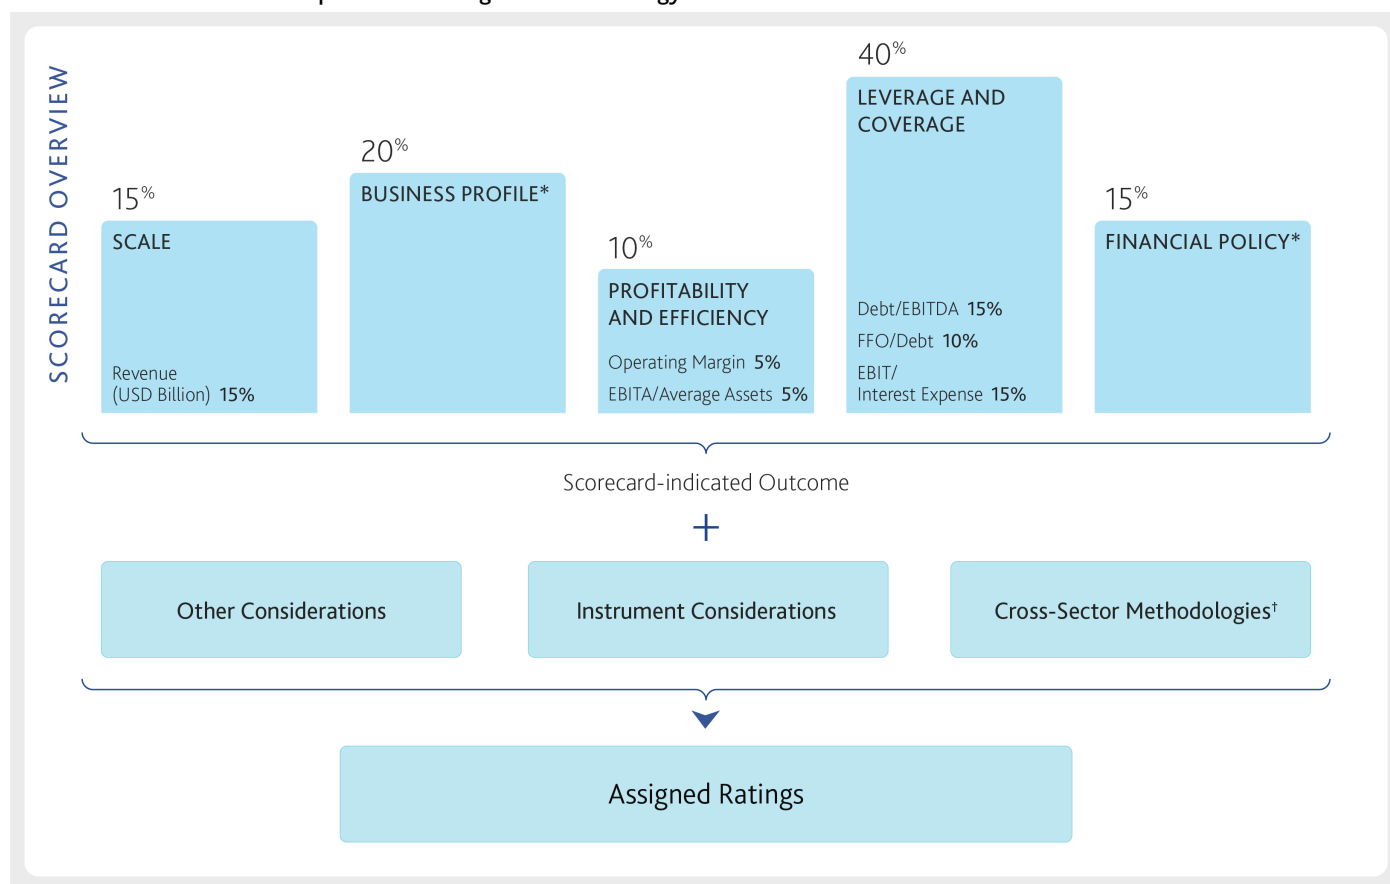 SCORECARD OVERVIEW
15%
SCALE
Revenue
(USD Billion) 15%
20%
BUSINESS PROFILE*
10%
PROFITABILITY
AND EFFICIENCY
Operating Margin 5%
EBITA/Average Assets 5%
40%
LEVERAGE AND
COVERAGE
Debt/EBITDA 15%
FFO/Debt 10%
EBIT/
Interest Expense 15%
15%
FINANCIAL POLICY*
Scorecard-indicated Outcome
+
Other Considerations
Instrument Considerations
Cross-Sector Methodologies†
Assigned Ratings